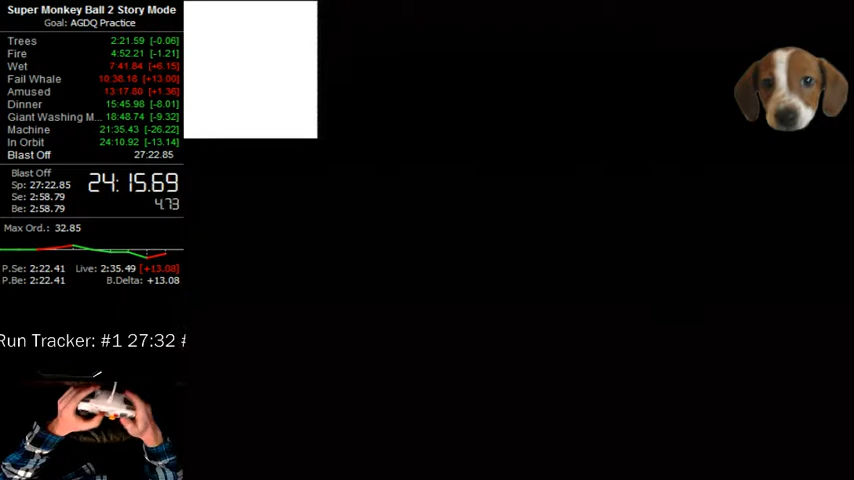 Super Monkey Ball 2 Story Mode
Goal: AGDQ Practice
Trees 2:21.59 [-0.06]
Fire 4:52.21 [-1.21]
Wet 7:41.84 [+6.15]
Fail Whale 10:38.18 [+13.00]
Amused 13:17.80 [+1.36]
Dinner 15:45.98 [-8.01]
Giant Washing M... 18:48.74 [-9.32]
Machine 21:35.43 [-26.22]
In Orbit 24:10.92 [-13.14]
Blast Off 27:22.85
Blast Off
Sp: 27:22.85 24:15.69
Se: 2:58.79 4.73
Be: 2:58.79
Max Ord.: 32.85
P.Se: 2:22.41 Live: 2:35.49 [+13.08]
P.Be: 2:22.41 B.Delta: +13.08
Run Tracker: #1 27:32 #